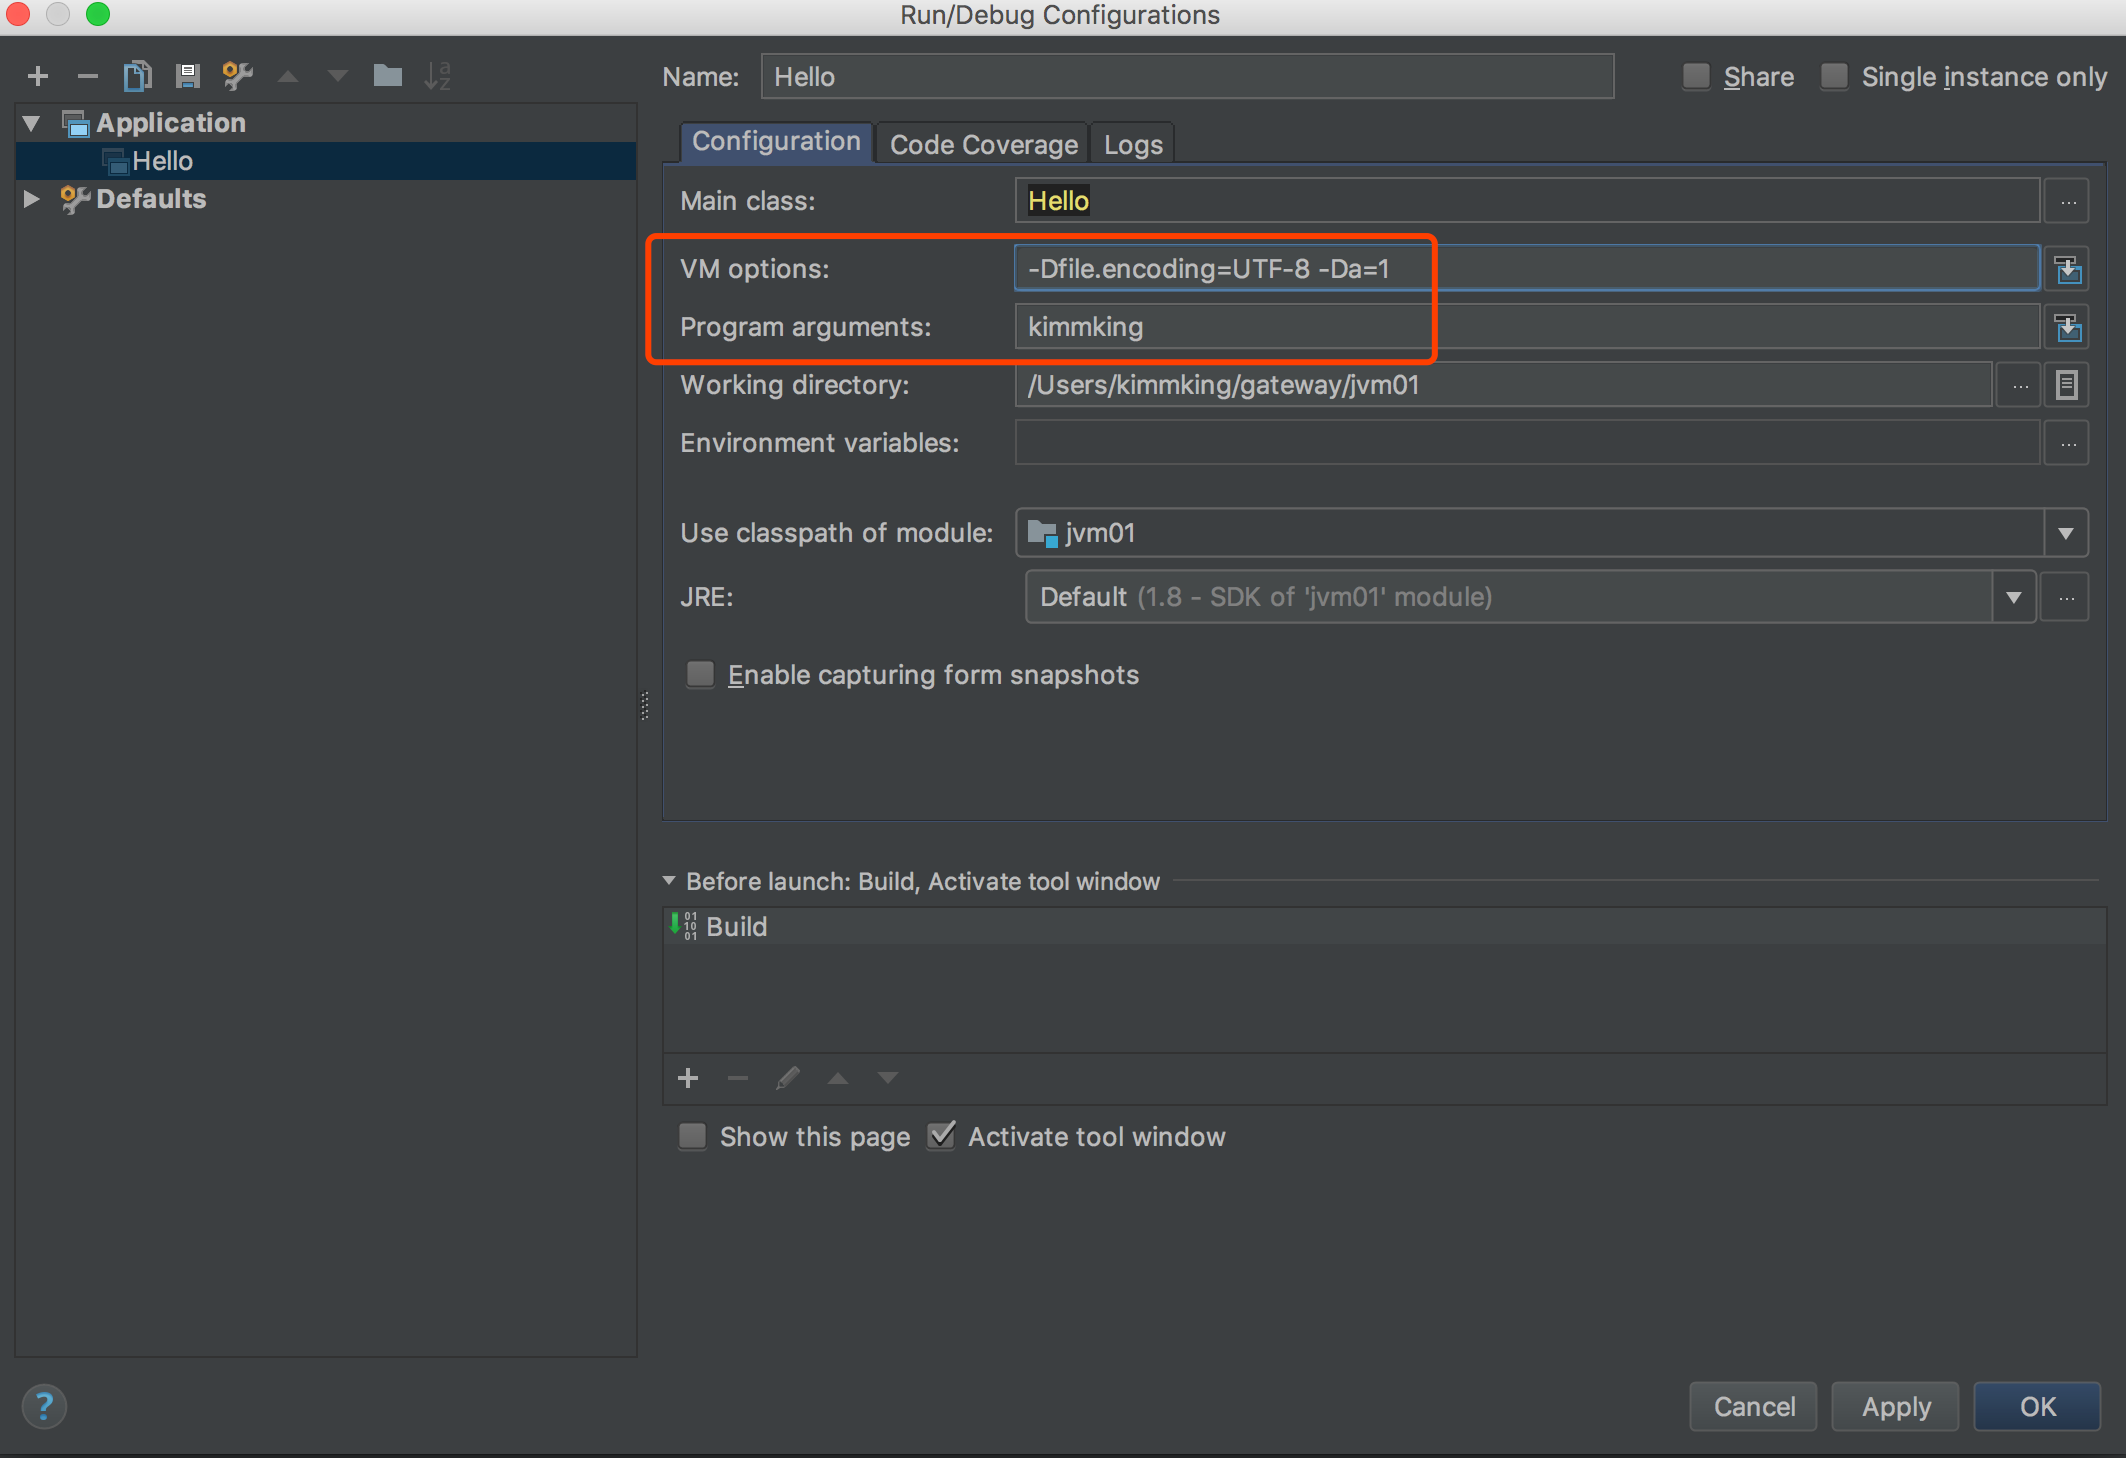 Run/Debug Configurations
Name: Hello Share Single instance only
Application
Hello
Defaults
Configuration Code Coverage Logs
Main class: Hello ...
VM options: -Dfile.encoding=UTF-8 -Da=1
Program arguments: kimmking
Working directory: /Users/kimmking/gateway/jvm01 ...
Environment variables: ...
Use classpath of module: jvm01
JRE: Default (1.8 - SDK of 'jvm01' module) ...
Enable capturing form snapshots
Before launch: Build, Activate tool window
Build
Show this page Activate tool window
? Cancel Apply OK